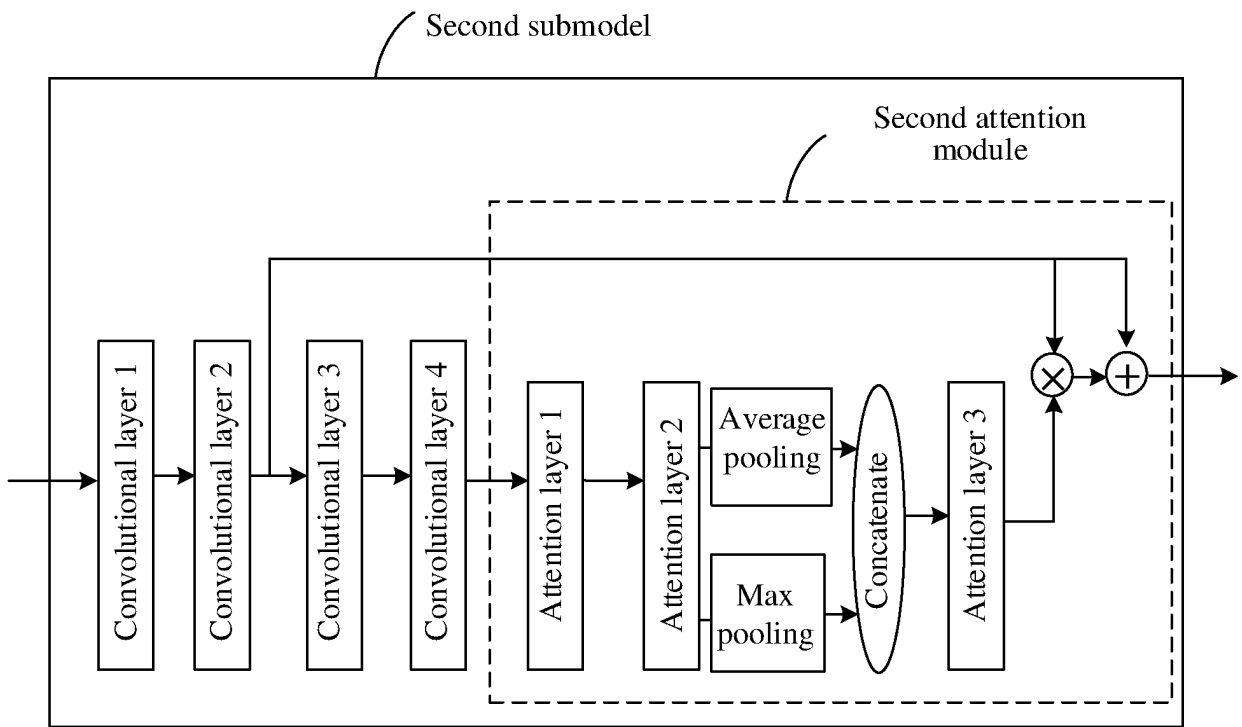 Second submodel
Second attention
module
Convolutional layer 1
Convolutional layer 2
Convolutional layer 3
Convolutional layer 4
Attention layer 1
Attention layer 2
Average
pooling
Max
pooling
Concatenate
Attention layer 3
×
+